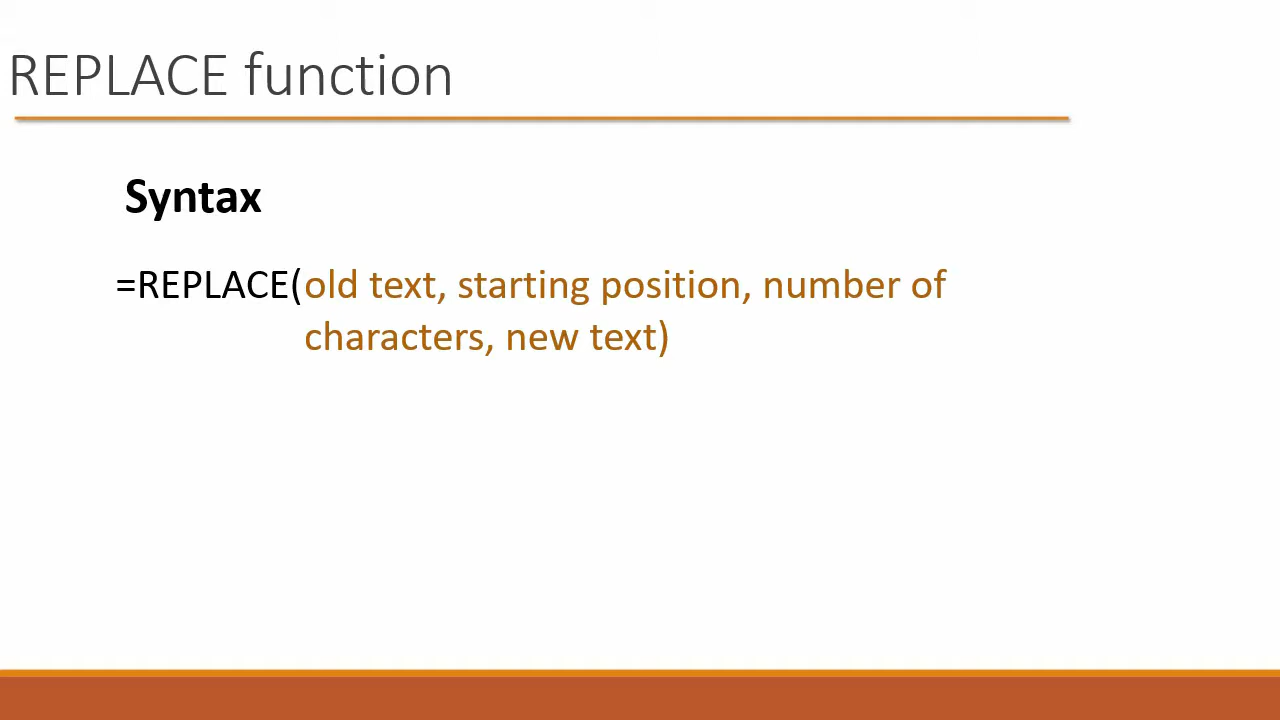 REPLACE function
Syntax
=REPLACE(old text, starting position, number of
characters, new text)